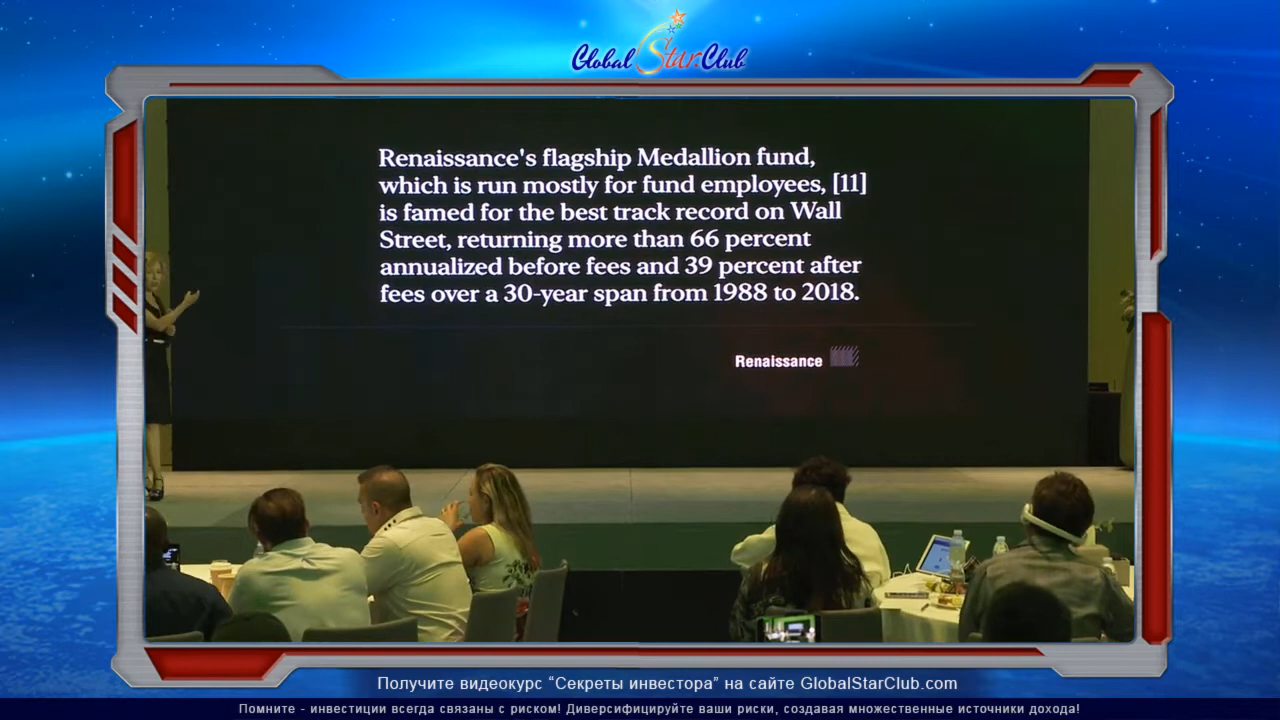 Global Star Club
Renaissance's flagship Medallion fund,
which is run mostly for fund employees, [11]
is famed for the best track record on Wall
Street, returning more than 66 percent
annualized before fees and 39 percent after
fees over a 30-year span from 1988 to 2018.
Renaissance
Получите видеокурс “Секреты инвестора” на сайте GlobalStarClub.com
Помните - инвестиции всегда связаны с риском! Диверсифицируйте ваши риски, создавая множественные источники дохода!